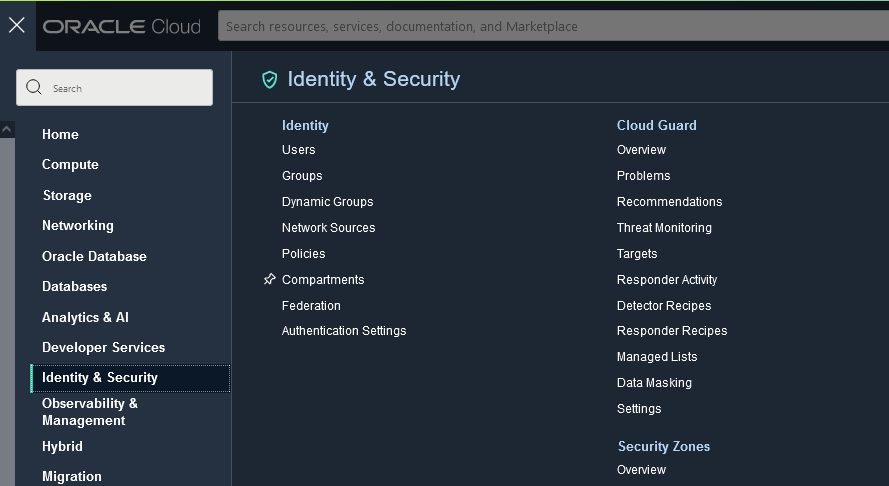 ORACLE Cloud
Search resources, services, documentation, and Marketplace
Search
Home
Compute
Storage
Networking
Oracle Database
Databases
Analytics & AI
Developer Services
Identity & Security
Observability &
Management
Hybrid
Migration
Identity & Security
Identity
Users
Groups
Dynamic Groups
Network Sources
Policies
Compartments
Federation
Authentication Settings
Cloud Guard
Overview
Problems
Recommendations
Threat Monitoring
Targets
Responder Activity
Detector Recipes
Responder Recipes
Managed Lists
Data Masking
Settings
Security Zones
Overview